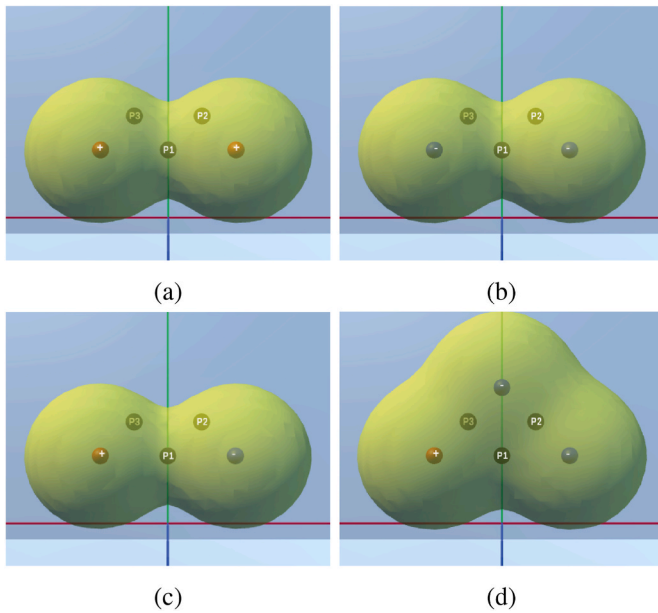 P3 P2
+ P1 +
(a)
P3 P2
- P1 -
(b)
P3 P2
+ P1 -
(c)
-
P3 P2
+ P1 -
(d)